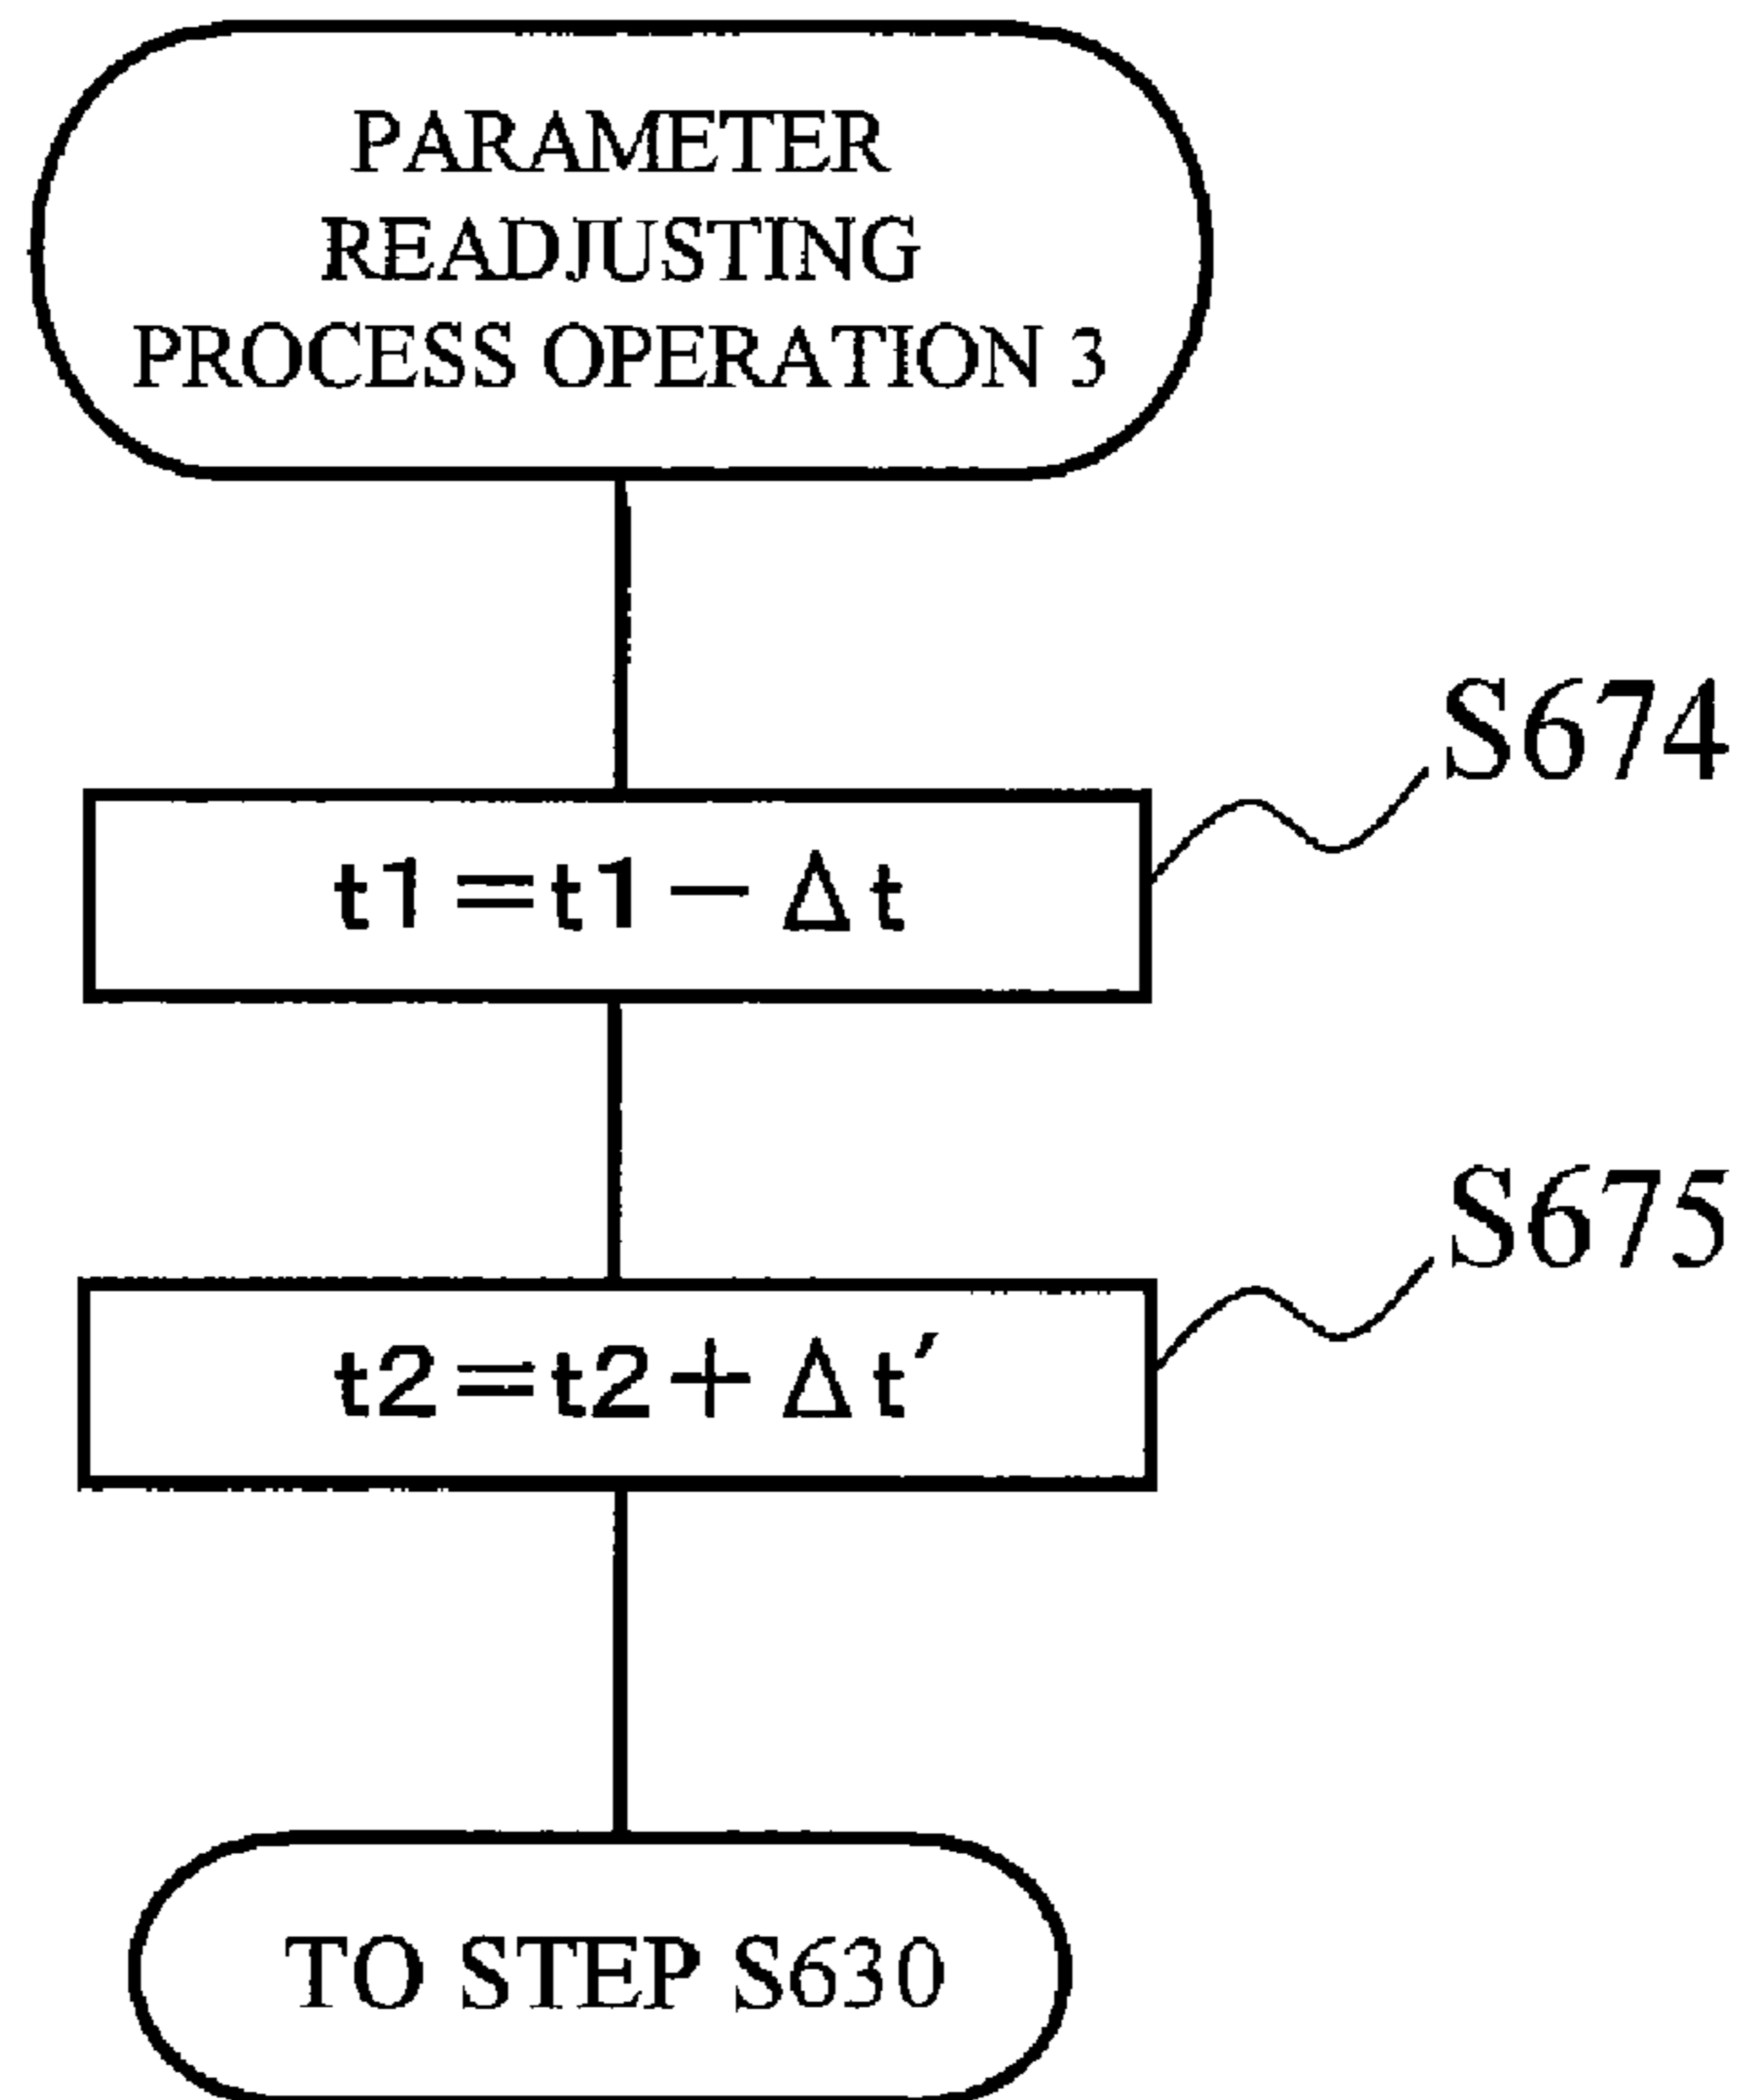 PARAMETER
READJUSTING
PROCESS OPERATION 3
S674
t1=t1-Δt
S675
t2=t2+Δt′
TO STEP S630